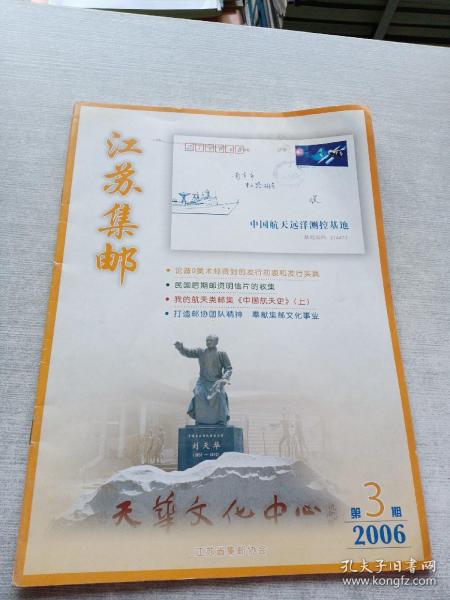 江苏集邮
中国航天远洋测控基地
• 论器0美术邮资封的发行初衷和发行实践
• 民国后期邮资明信片的收集
• 我的航天类邮集《中国航天史》(上)
• 打造邮协团队精神 奉献集邮文化事业
刘天华
天华文化中心
第3期
2006
江苏省集邮协会
孔夫子旧书网
www.kongfz.com